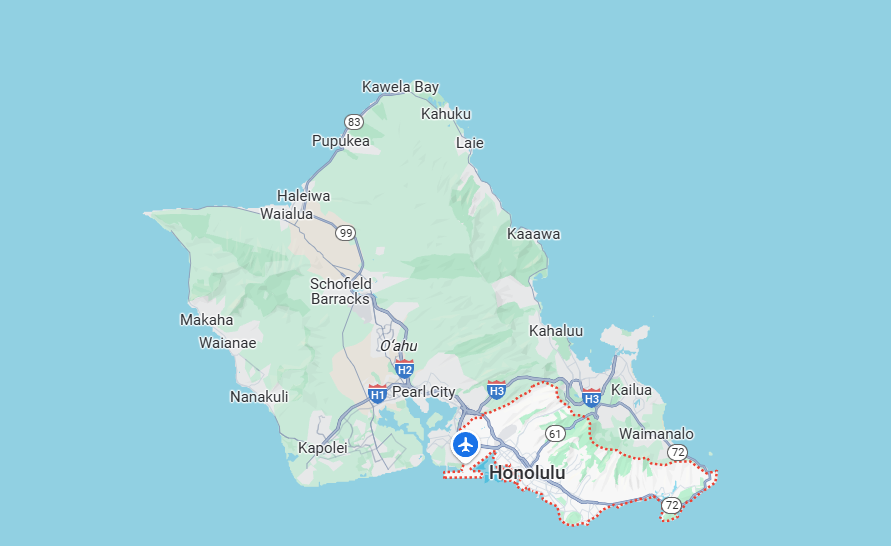 Kawela Bay
Kahuku
83
Pupukea
Laie
Haleiwa
Waialua
99
Kaaawa
Schofield
Barracks
Makaha
Kahaluu
Waianae
O‘ahu
H2
Nanakuli
H1
Pearl City
H3
H3
Kailua
61
Waimanalo
Kapolei
72
Honolulu
72